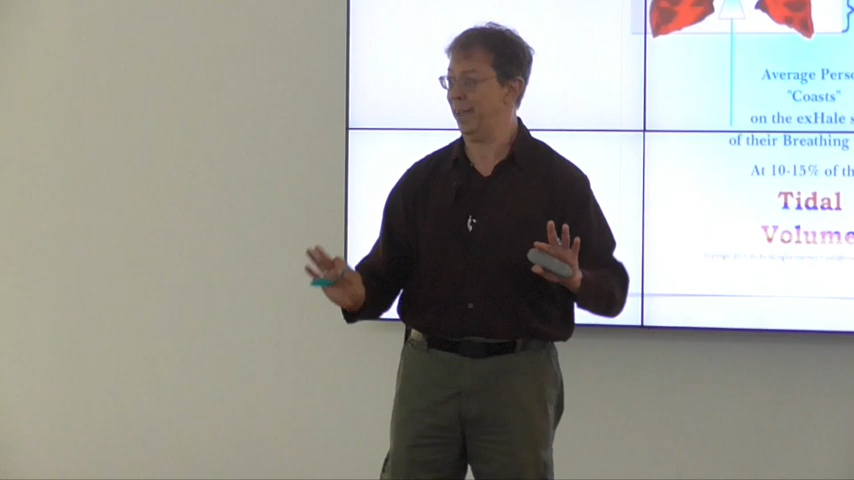 Average Perso
"Coasts"
on the exHale s
of their Breathing
At 10-15% of th
Tidal
Volume